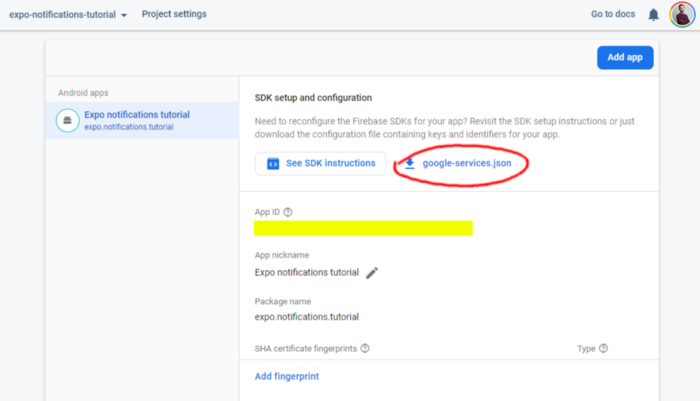 expo-notifications-tutorial
Project settings
Go to docs
Add app
Android apps
Expo notifications tutorial
expo.notifications.tutorial
SDK setup and configuration
Need to reconfigure the Firebase SDKs for your app? Revisit the SDK setup instructions or just
download the configuration file containing keys and identifiers for your app.
See SDK instructions
google-services.json
App ID
App nickname
Expo notifications tutorial
Package name
expo.notifications.tutorial
SHA certificate fingerprints
Type
Add fingerprint